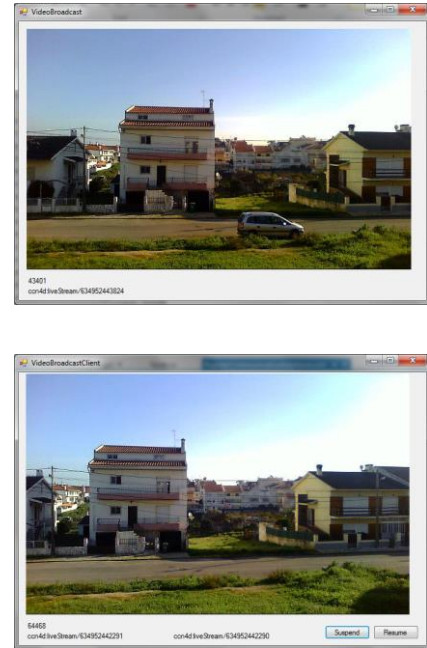 VideoBroadcast
43401
ccn4d:liveStream/634952443824
VideoBroadcastClient
64468
ccn4d:liveStream/634952442291 ccn4d:liveStream/634952442290 Suspend Resume